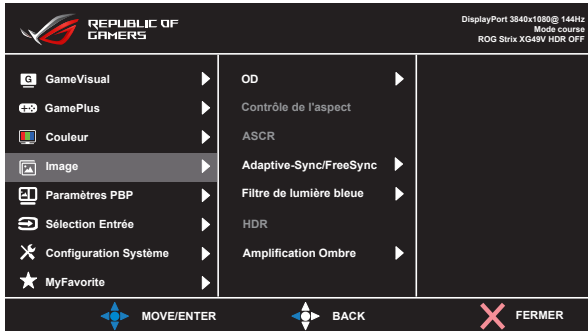 REPUBLIC OF
GAMERS
DisplayPort 3840x1080@ 144Hz
Mode course
ROG Strix XG49V HDR OFF
G GameVisual
GamePlus
Couleur
Image
Paramètres PBP
Sélection Entrée
Configuration Système
MyFavorite
OD
Contrôle de l'aspect
ASCR
Adaptive-Sync/FreeSync
Filtre de lumière bleue
HDR
Amplification Ombre
MOVE/ENTER
BACK
FERMER